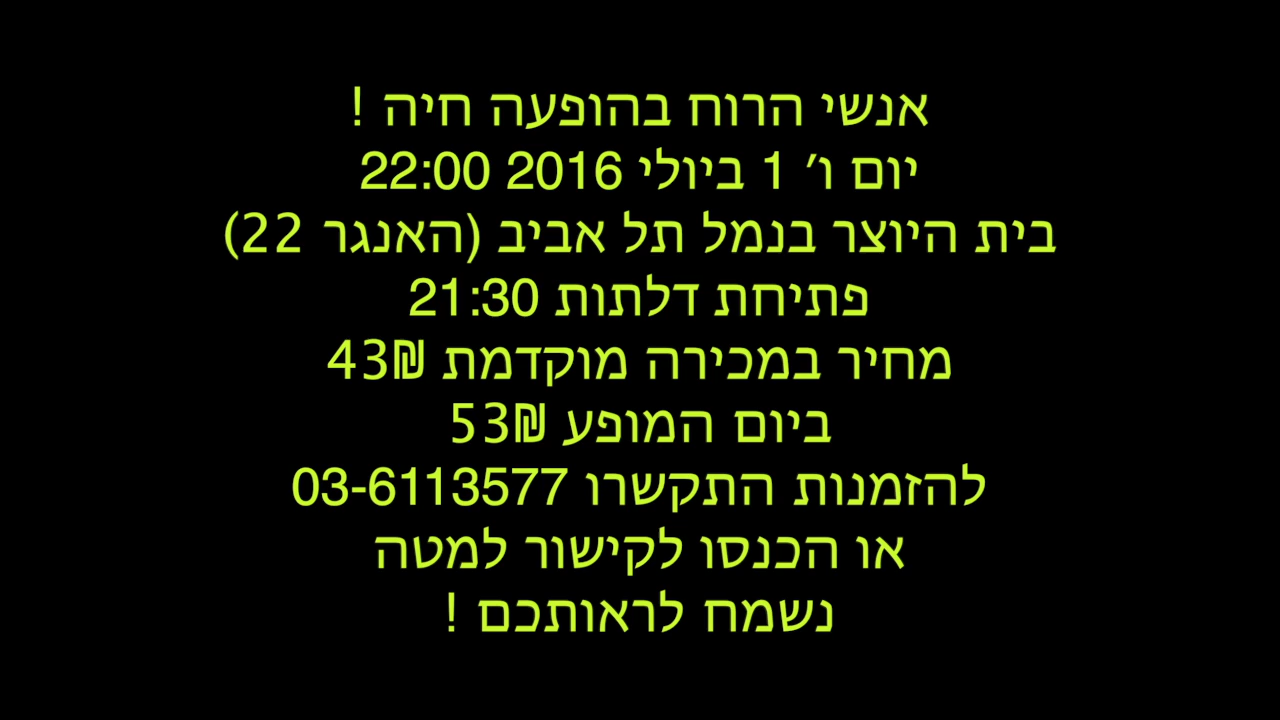 אנשי הרוח בהופעה חיה !
יום ו׳ 1 ביולי 2016 22:00
בית היוצר בנמל תל אביב (האנגר 22)
פתיחת דלתות 21:30
מחיר במכירה מוקדמת ₪43
ביום המופע ₪53
להזמנות התקשרו 03-6113577
או הכנסו לקישור למטה
נשמח לראותכם !